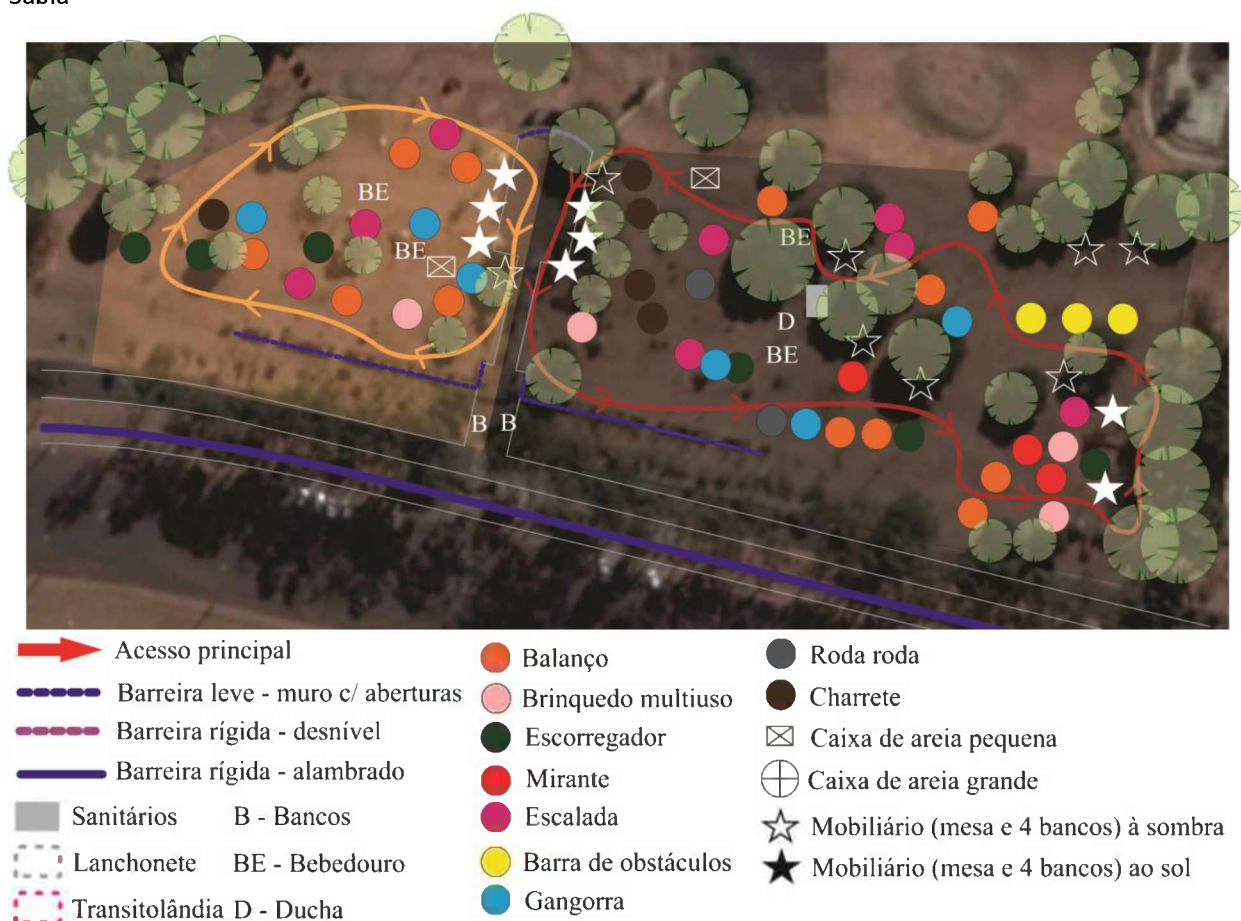 Sabiá
BE
BE
BE
D
BE
B B
Acesso principal
Barreira leve - muro c/ aberturas
Barreira rígida - desnível
Barreira rígida - alambrado
Sanitários
B - Bancos
Lanchonete
BE - Bebedouro
Transitolândia
D - Ducha
Balanço
Brinquedo multiuso
Escorregador
Mirante
Escalada
Barra de obstáculos
Gangorra
Roda roda
Charrete
Caixa de areia pequena
Caixa de areia grande
Mobiliário (mesa e 4 bancos) à sombra
Mobiliário (mesa e 4 bancos) ao sol